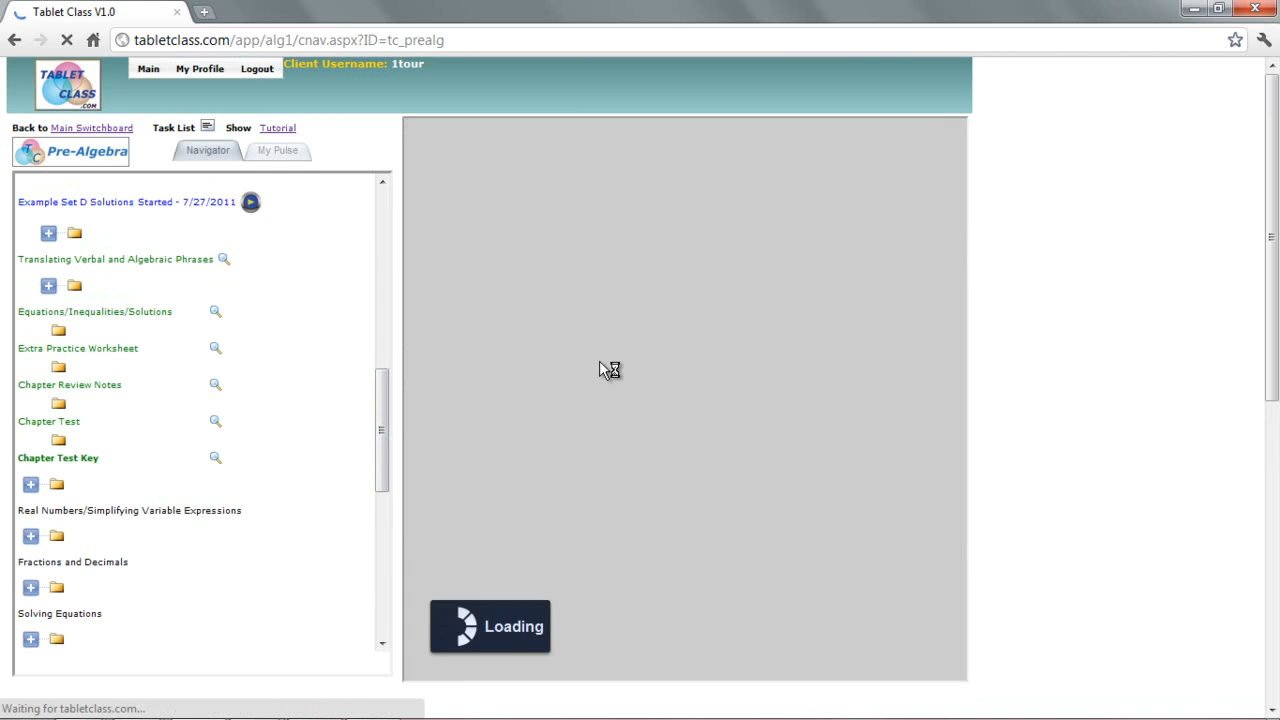 Tablet Class V1.0
tabletclass.com/app/alg1/cnav.aspx?ID=tc_prealg
TABLET CLASS .COM
Main My Profile Logout Client Username: 1tour
Back to Main Switchboard Task List Show Tutorial
TC Pre-Algebra
Navigator My Pulse
Example Set D Solutions Started - 7/27/2011
Translating Verbal and Algebraic Phrases
Equations/Inequalities/Solutions
Extra Practice Worksheet
Chapter Review Notes
Chapter Test
Chapter Test Key
Real Numbers/Simplifying Variable Expressions
Fractions and Decimals
Solving Equations
Loading
Waiting for tabletclass.com...